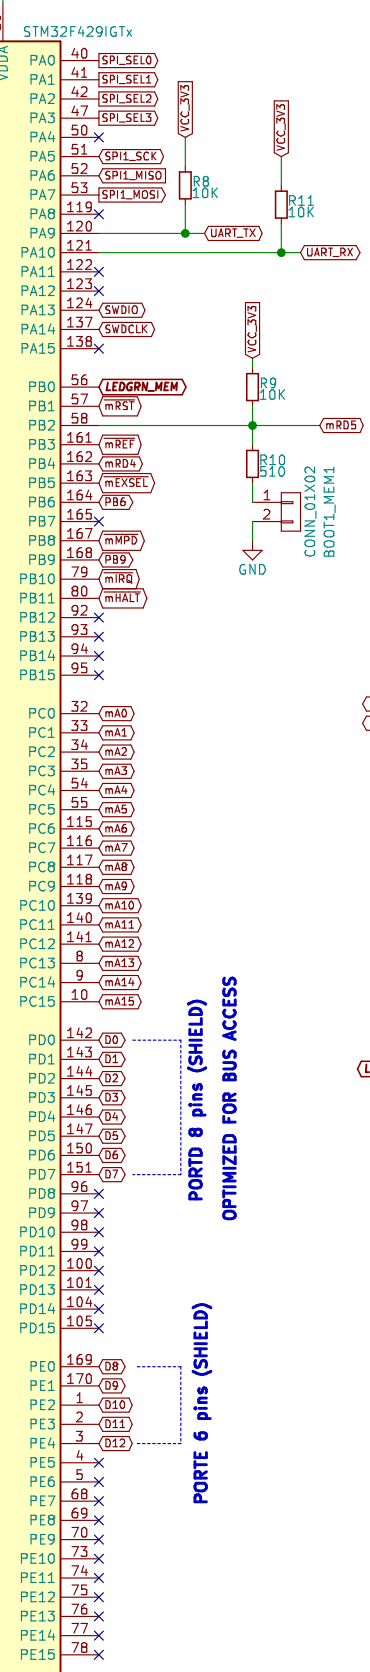 VDDA
STM32F429IGTx
PA0 40 SPI_SEL0
PA1 41 SPI_SEL1
PA2 42 SPI_SEL2
PA3 47 SPI_SEL3
PA4 50
PA5 51 SPI1_SCK
PA6 52 SPI1_MISO
PA7 53 SPI1_MOSI
PA8 119
PA9 120 UART_TX
PA10 121 UART_RX
PA11 122
PA12 123
PA13 124 SWDIO
PA14 137 SWDCLK
PA15 138
VCC_3V3
R8
10K
VCC_3V3
R11
10K
PB0 56 LEDGRN_MEM
PB1 57 mRST
PB2 58 mRD5
PB3 161 mREF
PB4 162 mRD4
PB5 163 mEXSEL
PB6 164 PB6
PB7 165
PB8 167 mMPD
PB9 168 PB9
PB10 79 mIRQ
PB11 80 mHALT
PB12 92
PB13 93
PB14 94
PB15 95
VCC_3V3
R9
10K
R10
510
1
2
CONN_01X02
BOOT1_MEM1
GND
PC0 32 mA0
PC1 33 mA1
PC2 34 mA2
PC3 35 mA3
PC4 54 mA4
PC5 55 mA5
PC6 115 mA6
PC7 116 mA7
PC8 117 mA8
PC9 118 mA9
PC10 139 mA10
PC11 140 mA11
PC12 141 mA12
PC13 8 mA13
PC14 9 mA14
PC15 10 mA15
PD0 142 D0
PD1 143 D1
PD2 144 D2
PD3 145 D3
PD4 146 D4
PD5 147 D5
PD6 150 D6
PD7 151 D7
PD8 96
PD9 97
PD10 98
PD11 99
PD12 100
PD13 101
PD14 104
PD15 105
PORTD 8 pins (SHIELD)
OPTIMIZED FOR BUS ACCESS
PE0 169 D8
PE1 170 D9
PE2 1 D10
PE3 2 D11
PE4 3 D12
PE5 4
PE6 5
PE7 68
PE8 69
PE9 70
PE10 73
PE11 74
PE12 75
PE13 76
PE14 77
PE15 78
PORTE 6 pins (SHIELD)